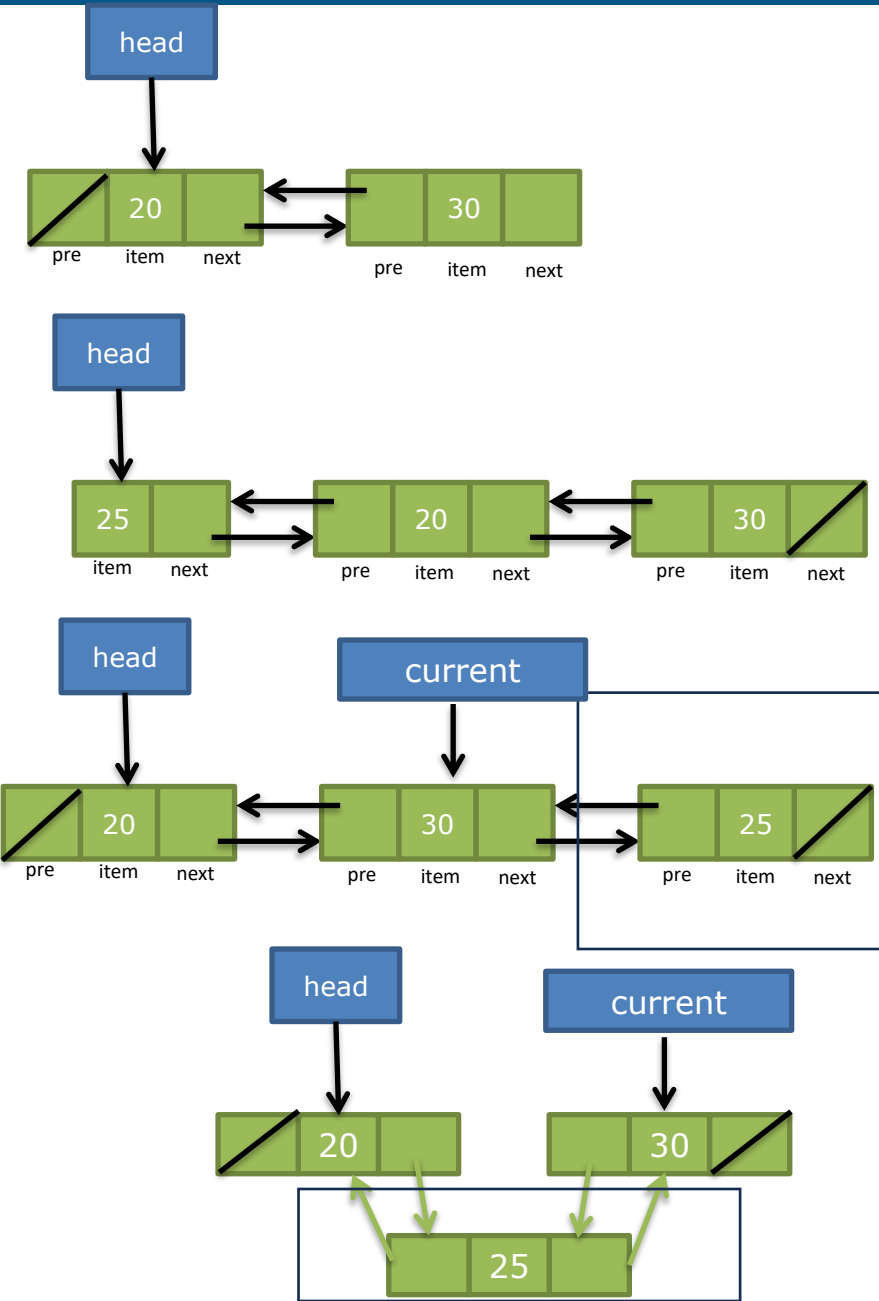 head
20 30
pre item next
pre item next
head
25 20 30
item next pre item next pre item next
head
current
20 30 25
pre item next pre item next pre item next
head
current
20 30
25